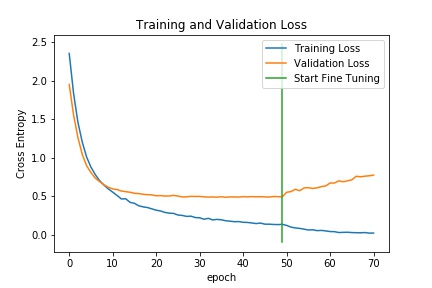 Training and Validation Loss
Training Loss
Validation Loss
Start Fine Tuning
Cross Entropy
2.5
2.0
1.5
1.0
0.5
0.0
0 10 20 30 40 50 60 70
epoch